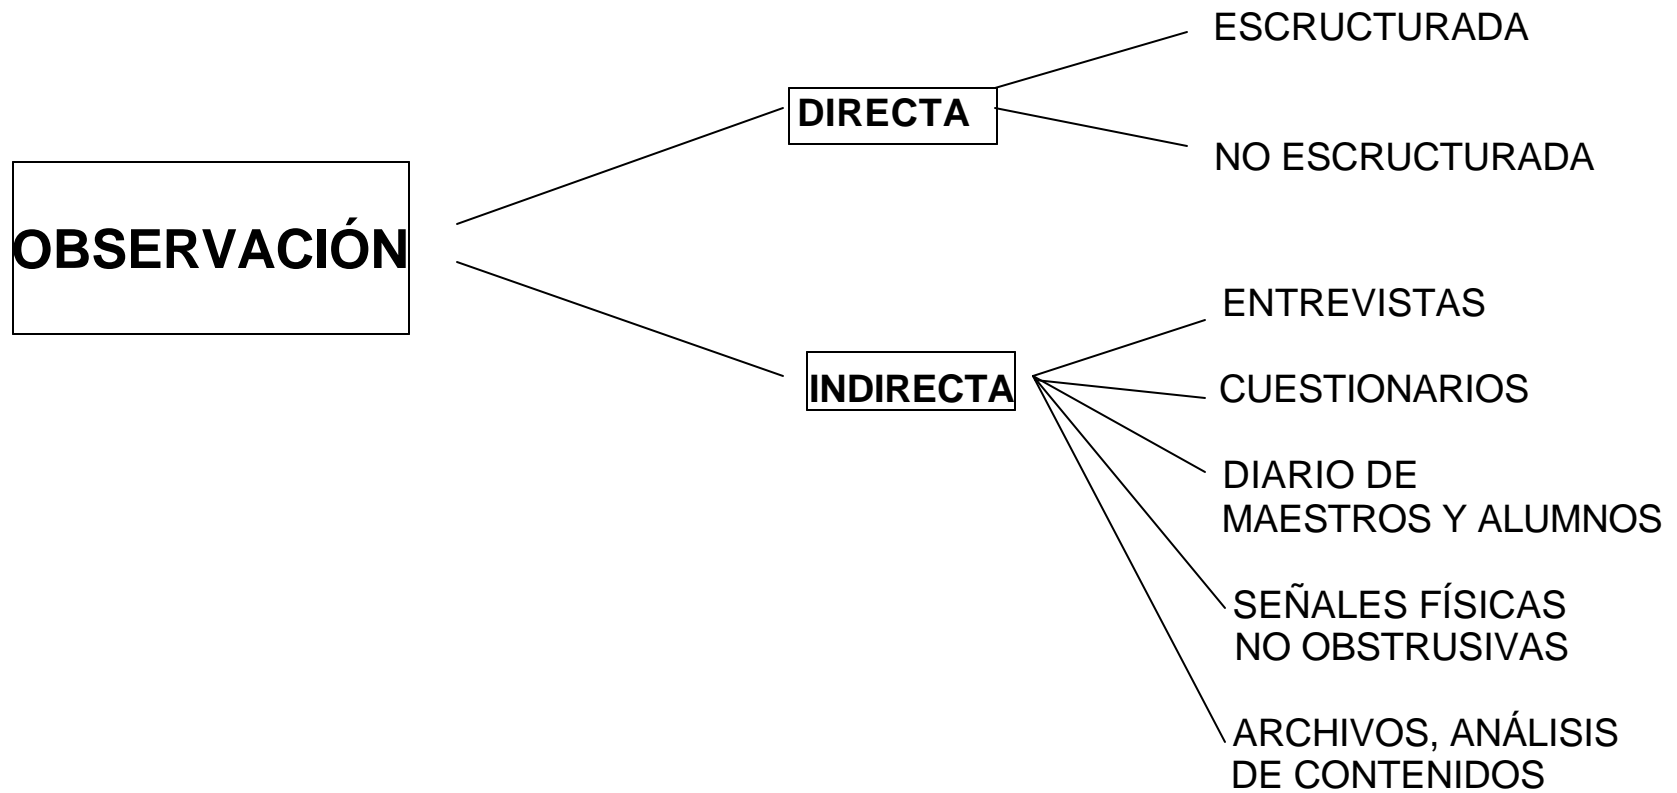 OBSERVACIÓN
DIRECTA
ESCRUCTURADA
NO ESCRUCTURADA
INDIRECTA
ENTREVISTAS
CUESTIONARIOS
DIARIO DE
MAESTROS Y ALUMNOS
SEÑALES FÍSICAS
NO OBSTRUSIVAS
ARCHIVOS, ANÁLISIS
DE CONTENIDOS